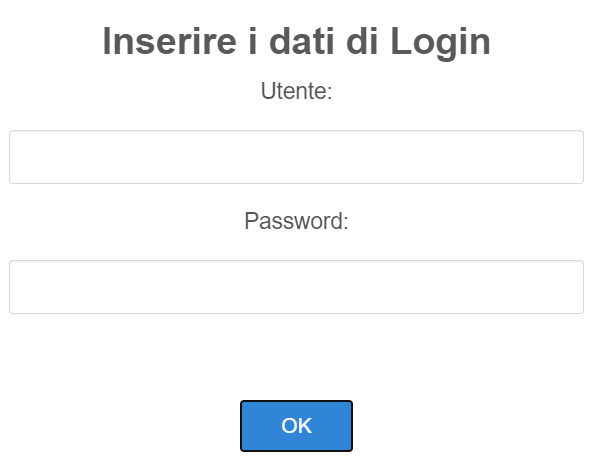 Inserire i dati di Login
Utente:
Password:
OK